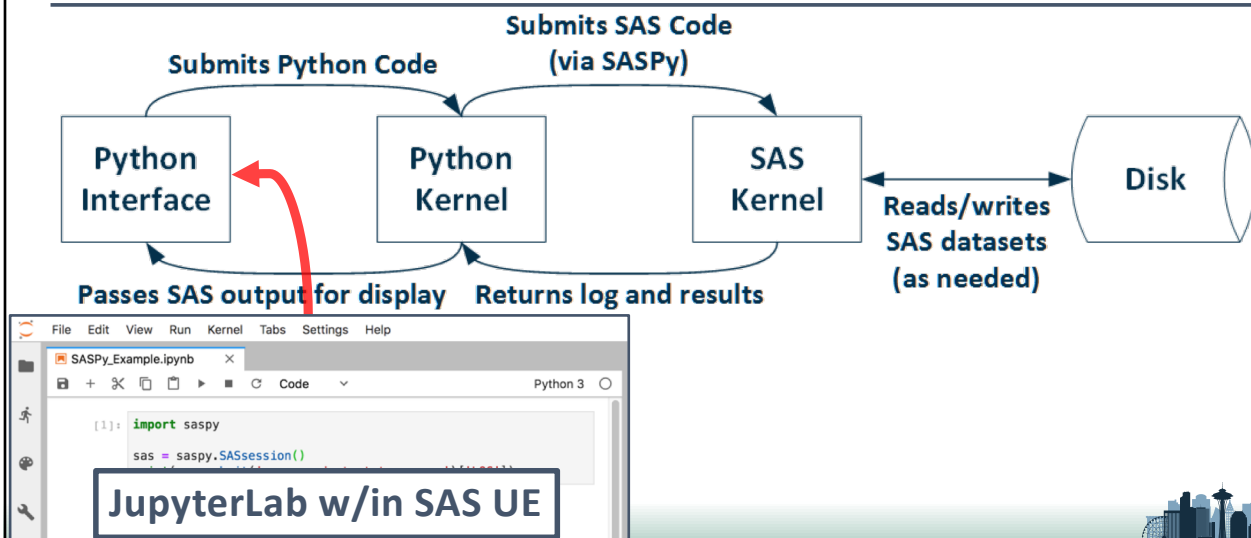 Submits SAS Code
(via SASPy)
Submits Python Code
Python
Interface
Python
Kernel
SAS
Kernel
Disk
Reads/writes
SAS datasets
(as needed)
Passes SAS output for display
Returns log and results
File Edit View Run Kernel Tabs Settings Help
SASPy_Example.ipynb ×
Code
Python 3
[1]: import saspy
sas = saspy.SASsession()
JupyterLab w/in SAS UE